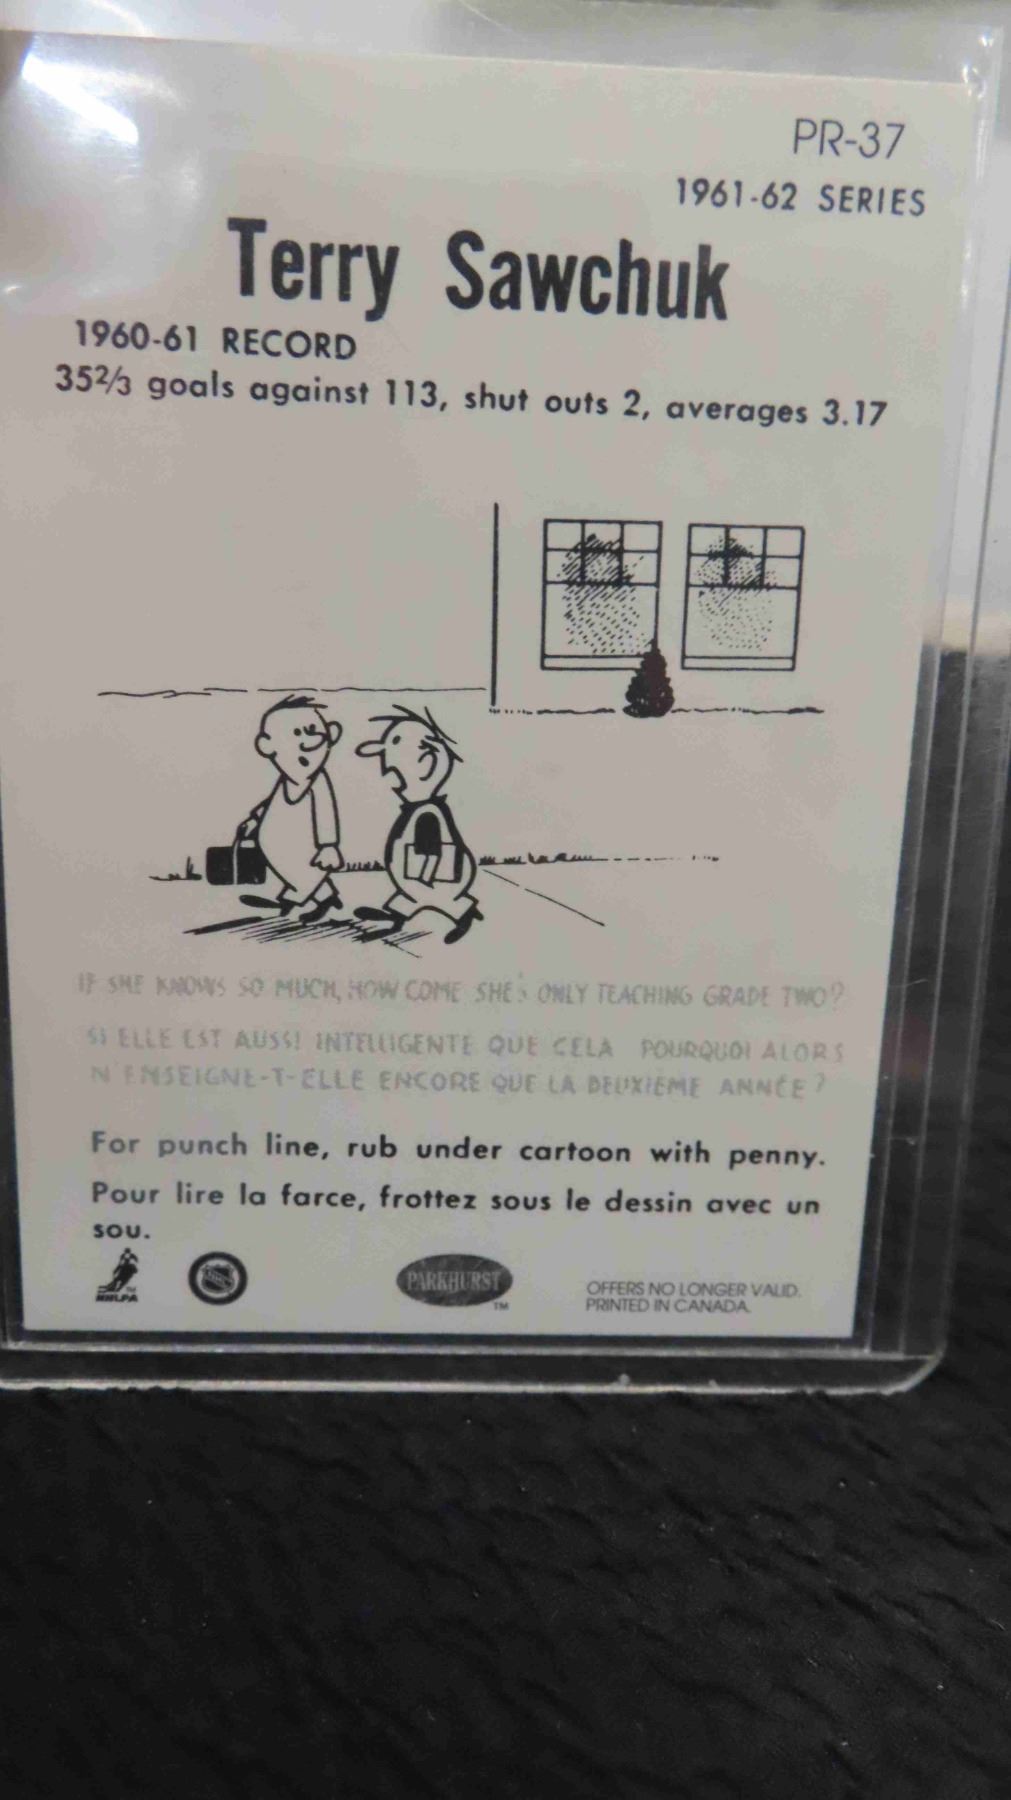 PR-37
1961-62 SERIES
Terry Sawchuk
1960-61 RECORD
35⅔ goals against 113, shut outs 2, averages 3.17
IF SHE KNOWS SO MUCH, HOW COME SHE'S ONLY TEACHING GRADE TWO?
SI ELLE EST AUSSI INTELLIGENTE QUE CELA POURQUOI ALORS
N'ENSEIGNE-T-ELLE ENCORE QUE LA DEUXIEME ANNÉE?
For punch line, rub under cartoon with penny.
Pour lire la farce, frottez sous le dessin avec un
sou.
NHLPA
PARKHURST
TM
OFFERS NO LONGER VALID.
PRINTED IN CANADA.